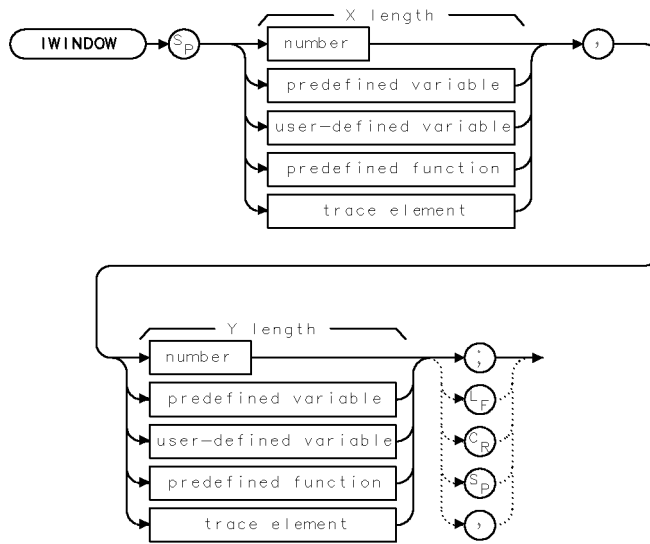 X length
IWINDOW
SP
number
,
predefined variable
user-defined variable
predefined function
trace element
Y length
number
;
predefined variable
LF
user-defined variable
CR
predefined function
SP
trace element
,